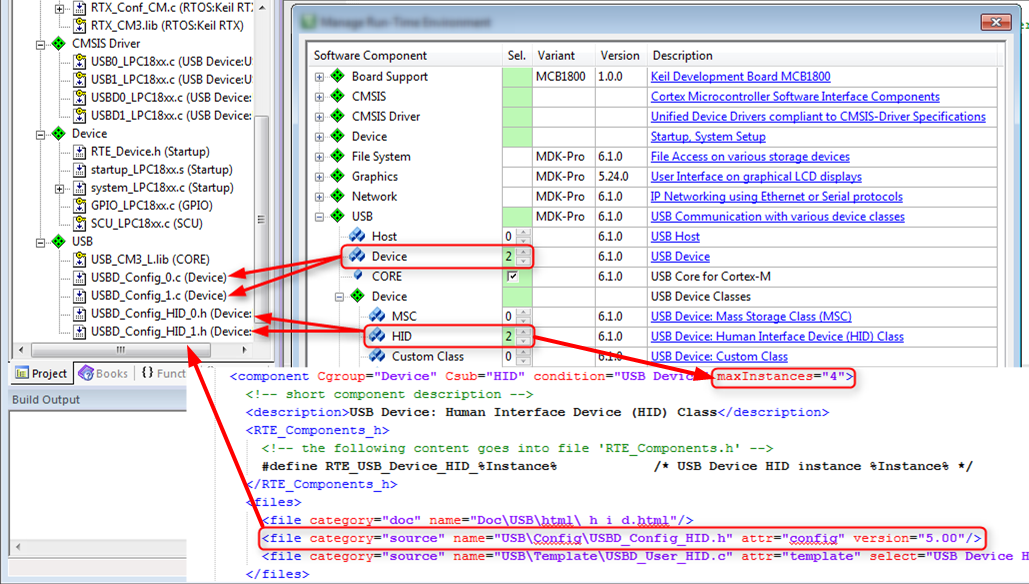 RTX_Conf_CM.c (RTOS:Keil RTX
RTX_CM3.lib (RTOS:Keil RTX)
CMSIS Driver
USB0_LPC18xx.c (USB Device:U
USB1_LPC18xx.c (USB Device:U
USBD0_LPC18xx.c (USB Device:
USBD1_LPC18xx.c (USB Device:
Device
RTE_Device.h (Startup)
startup_LPC18xx.s (Startup)
system_LPC18xx.c (Startup)
GPIO_LPC18xx.c (GPIO)
SCU_LPC18xx.c (SCU)
USB
USB_CM3_L.lib (CORE)
USBD_Config_0.c (Device)
USBD_Config_1.c (Device)
USBD_Config_HID_0.h (Device:
USBD_Config_HID_1.h (Device:
Project Books {} Funct
Build Output
Manage Run-Time Environment
Software Component Sel. Variant Version Description
Board Support MCB1800 1.0.0 Keil Development Board MCB1800
CMSIS Cortex Microcontroller Software Interface Components
CMSIS Driver Unified Device Drivers compliant to CMSIS-Driver Specifications
Device Startup, System Setup
File System MDK-Pro 6.1.0 File Access on various storage devices
Graphics MDK-Pro 5.24.0 User Interface on graphical LCD displays
Network MDK-Pro 6.1.0 IP Networking using Ethernet or Serial protocols
USB MDK-Pro 6.1.0 USB Communication with various device classes
Host 0 6.1.0 USB Host
Device 2 6.1.0 USB Device
CORE 6.1.0 USB Core for Cortex-M
Device USB Device Classes
MSC 0 6.1.0 USB Device: Mass Storage Class (MSC)
HID 2 6.1.0 USB Device: Human Interface Device (HID) Class
Custom Class 0 6.1.0 USB Device: Custom Class
<component Cgroup="Device" Csub="HID" condition="USB Device" maxInstances="4">
<!-- short component description -->
<description>USB Device: Human Interface Device (HID) Class</description>
<RTE_Components_h>
<!-- the following content goes into file 'RTE_Components.h' -->
#define RTE_USB_Device_HID_%Instance% /* USB Device HID instance %Instance% */
</RTE_Components_h>
<files>
<file category="doc" name="Doc\USB\html\_h_i_d.html"/>
<file category="source" name="USB\Config\USBD_Config_HID.h" attr="config" version="5.00"/>
<file category="source" name="USB\Template\USBD_User_HID.c" attr="template" select="USB Device H
</files>